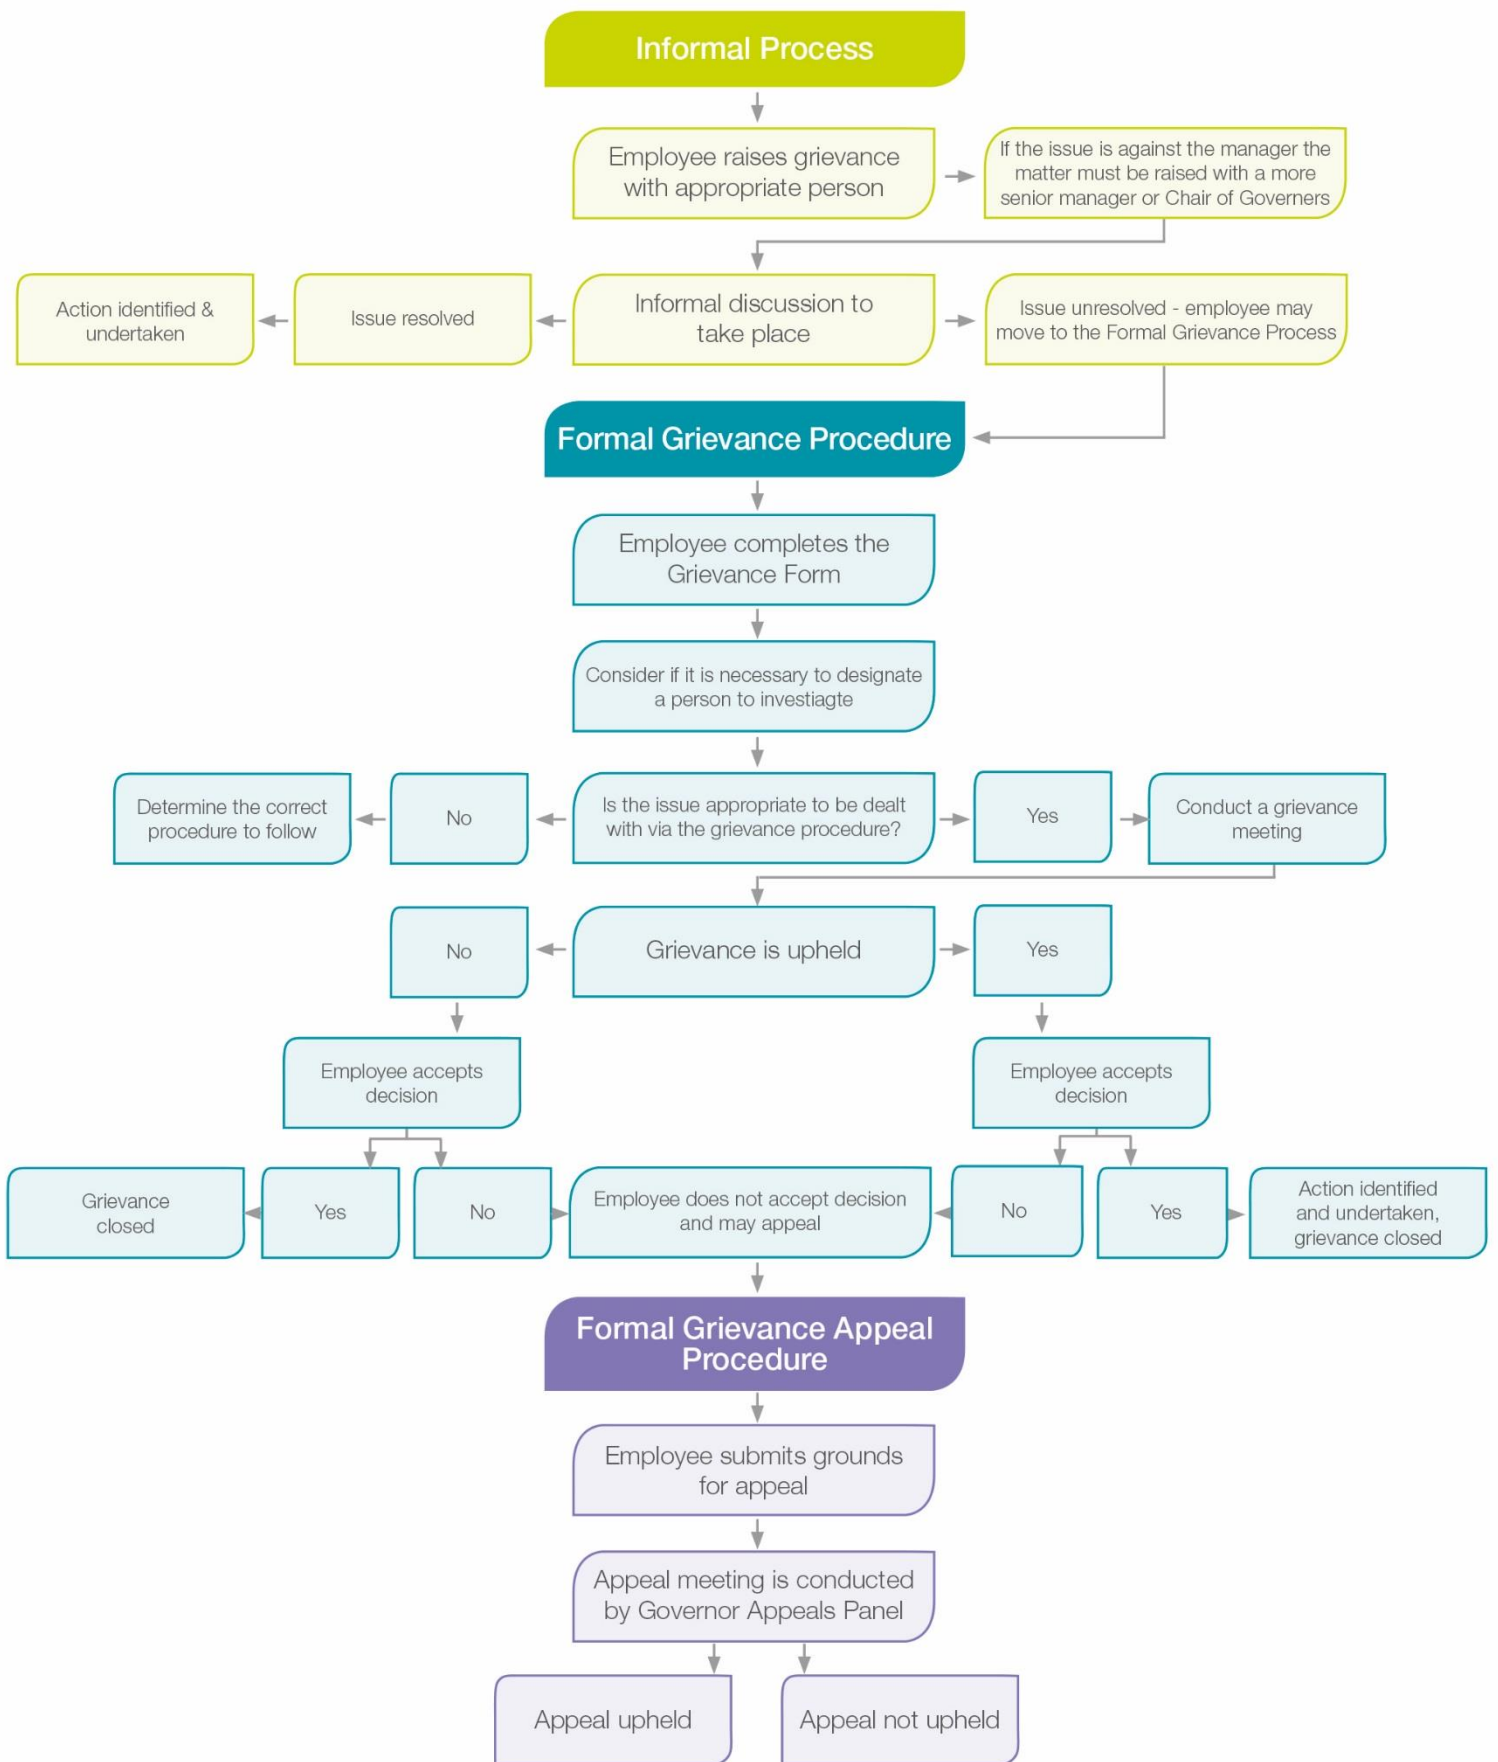 Informal Process
Employee raises grievance
with appropriate person
If the issue is against the manager the
matter must be raised with a more
senior manager or Chair of Governers
Action identified &
undertaken
Issue resolved
Informal discussion to
take place
Issue unresolved - employee may
move to the Formal Grievance Process
Formal Grievance Procedure
Employee completes the
Grievance Form
Consider if it is necessary to designate
a person to investiagte
Determine the correct
procedure to follow
No
Is the issue appropriate to be dealt
with via the grievance procedure?
Yes
Conduct a grievance
meeting
No
Grievance is upheld
Yes
Employee accepts
decision
Employee accepts
decision
Grievance
closed
Yes
No
Employee does not accept decision
and may appeal
No
Yes
Action identified
and undertaken,
grievance closed
Formal Grievance Appeal
Procedure
Employee submits grounds
for appeal
Appeal meeting is conducted
by Governor Appeals Panel
Appeal upheld
Appeal not upheld